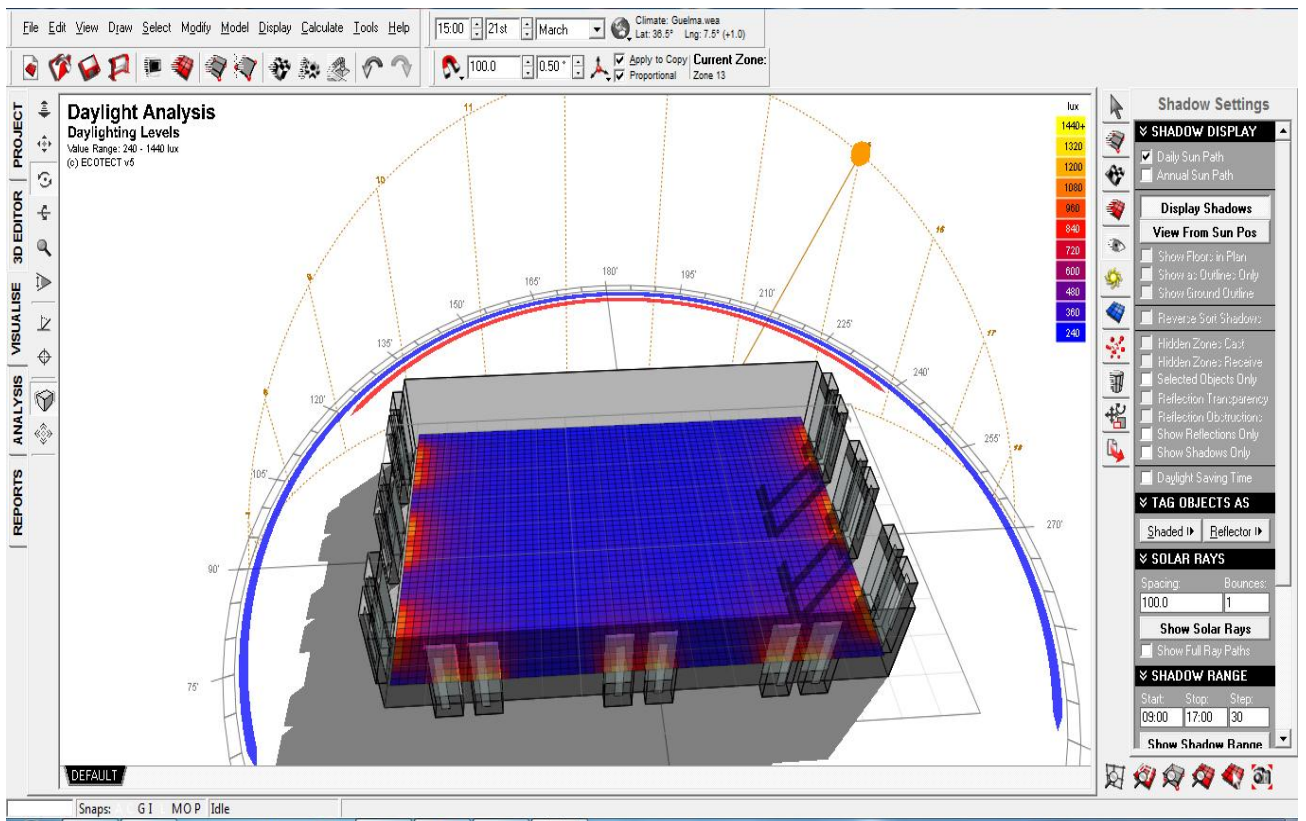 File Edit View Draw Select Modify Model Display Calculate Tools Help
15:00 21st March
Climate: Guelma.wea
Lat: 36.5° Lng: 7.5° (+1.0)
100.0 0.50 °
Apply to Copy
Proportional
Current Zone:
Zone 13
PROJECT
3D EDITOR
VISUALISE
ANALYSIS
REPORTS
Daylight Analysis
Daylighting Levels
Value Range: 240 - 1440 lux
(c) ECOTECT v5
11
10
16
17
165°
180°
195°
150°
210°
135°
225°
120°
240°
105°
255°
90°
270°
75°
lux
1440+
1320
1200
1080
960
840
720
600
480
360
240
DEFAULT
Shadow Settings
SHADOW DISPLAY
Daily Sun Path
Annual Sun Path
Display Shadows
View From Sun Pos
Show Floors in Plan
Show as Outlines Only
Show Ground Outline
Reverse Sort Shadows
Hidden Zones Cast
Hidden Zones Receive
Selected Objects Only
Reflection Transparency
Reflection Obstructions
Show Reflections Only
Show Shadows Only
Daylight Saving Time
TAG OBJECTS AS
Shaded Reflector
SOLAR RAYS
Spacing: Bounces:
100.0 1
Show Solar Rays
Show Full Ray Paths
SHADOW RANGE
Start: Stop: Step:
09:00 17:00 30
Show Shadow Range
Snaps: G I M O P Idle